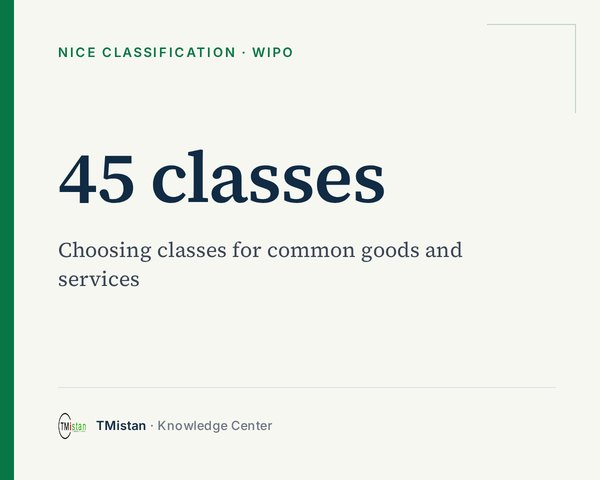 NICE CLASSIFICATION · WIPO
45 classes
Choosing classes for common goods and
services
TMistan TMistan · Knowledge Center